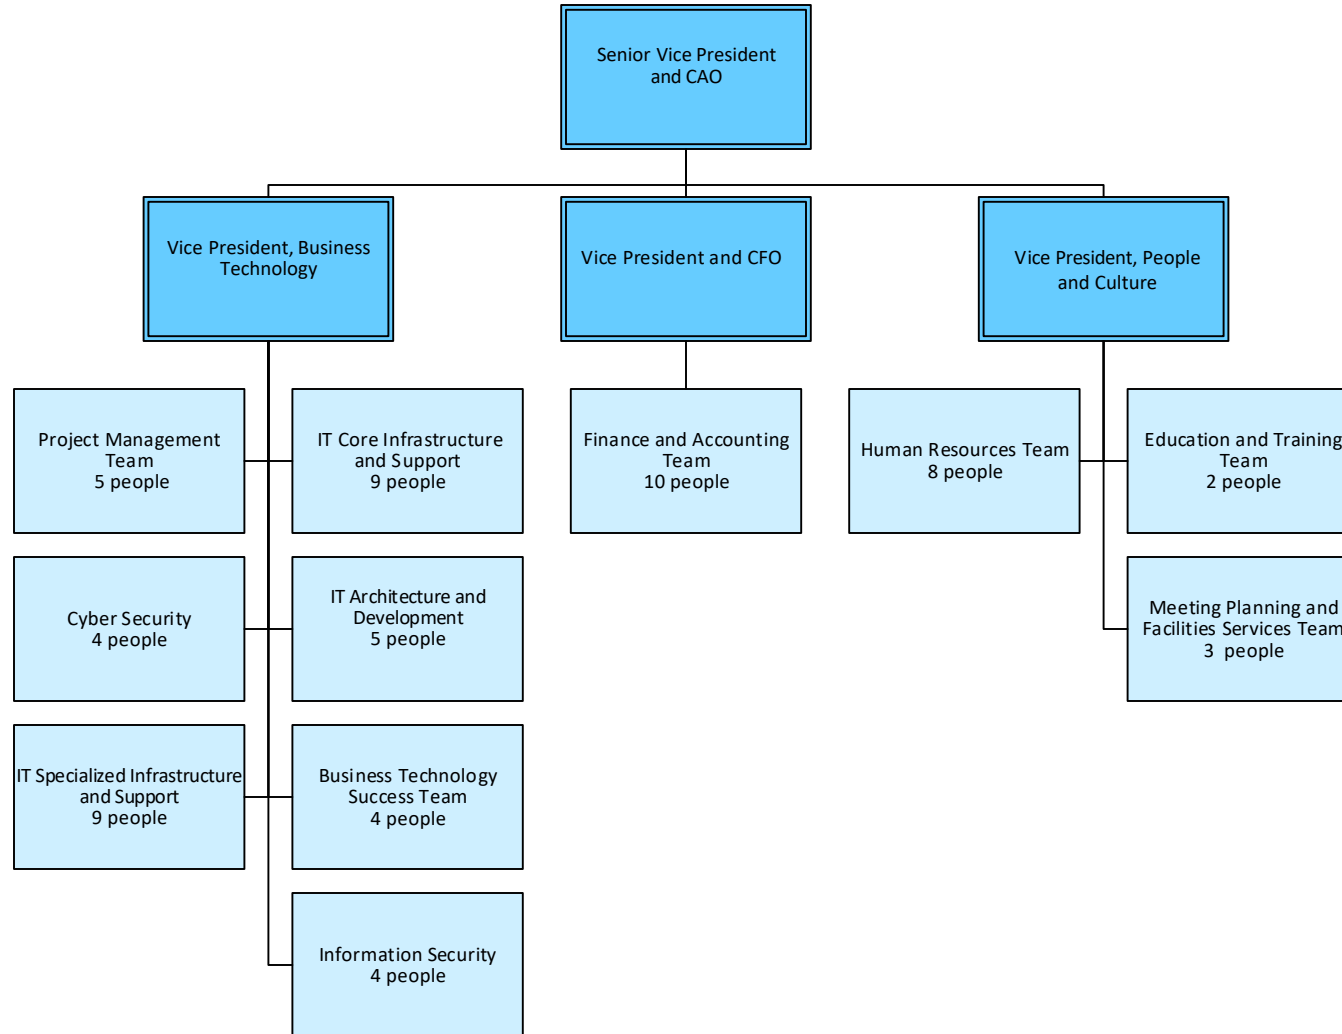 Senior Vice President
and CAO
Vice President, Business
Technology
Vice President and CFO
Vice President, People
and Culture
Project Management
Team
5 people
IT Core Infrastructure
and Support
9 people
Finance and Accounting
Team
10 people
Human Resources Team
8 people
Education and Training
Team
2 people
Cyber Security
4 people
IT Architecture and
Development
5 people
Meeting Planning and
Facilities Services Team
3 people
IT Specialized Infrastructure
and Support
9 people
Business Technology
Success Team
4 people
Information Security
4 people